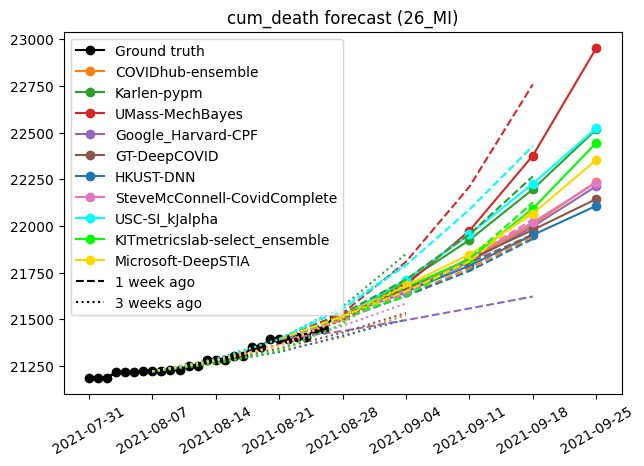 cum_death forecast (26_MI)
23000
22750
22500
22250
22000
21750
21500
21250
Ground truth
COVIDhub-ensemble
Karlen-pypm
UMass-MechBayes
Google_Harvard-CPF
GT-DeepCOVID
HKUST-DNN
SteveMcConnell-CovidComplete
USC-SI_kJalpha
KITmetricslab-select_ensemble
Microsoft-DeepSTIA
1 week ago
3 weeks ago
2021-07-31
2021-08-07
2021-08-14
2021-08-21
2021-08-28
2021-09-04
2021-09-11
2021-09-18
2021-09-25